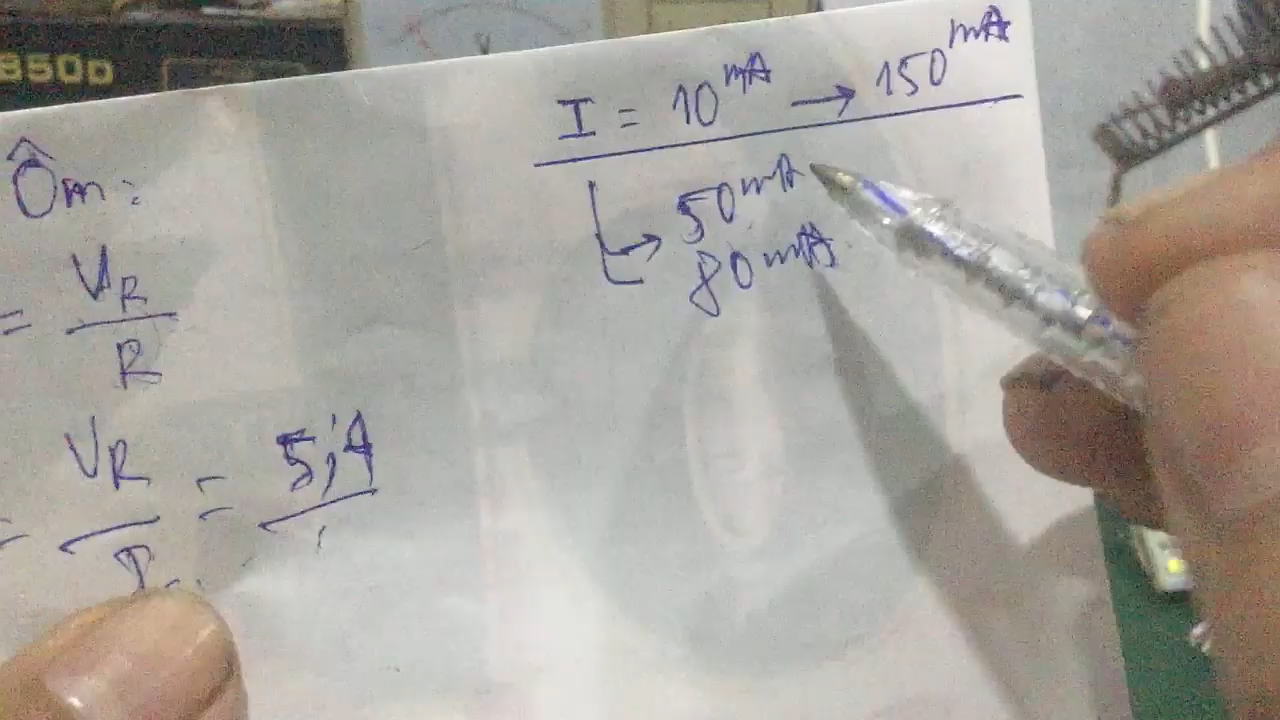 850D
V
I = 10mA → 150mA
50mA
80mA
Ôm:
= VR
R
= VR = 5,4
I